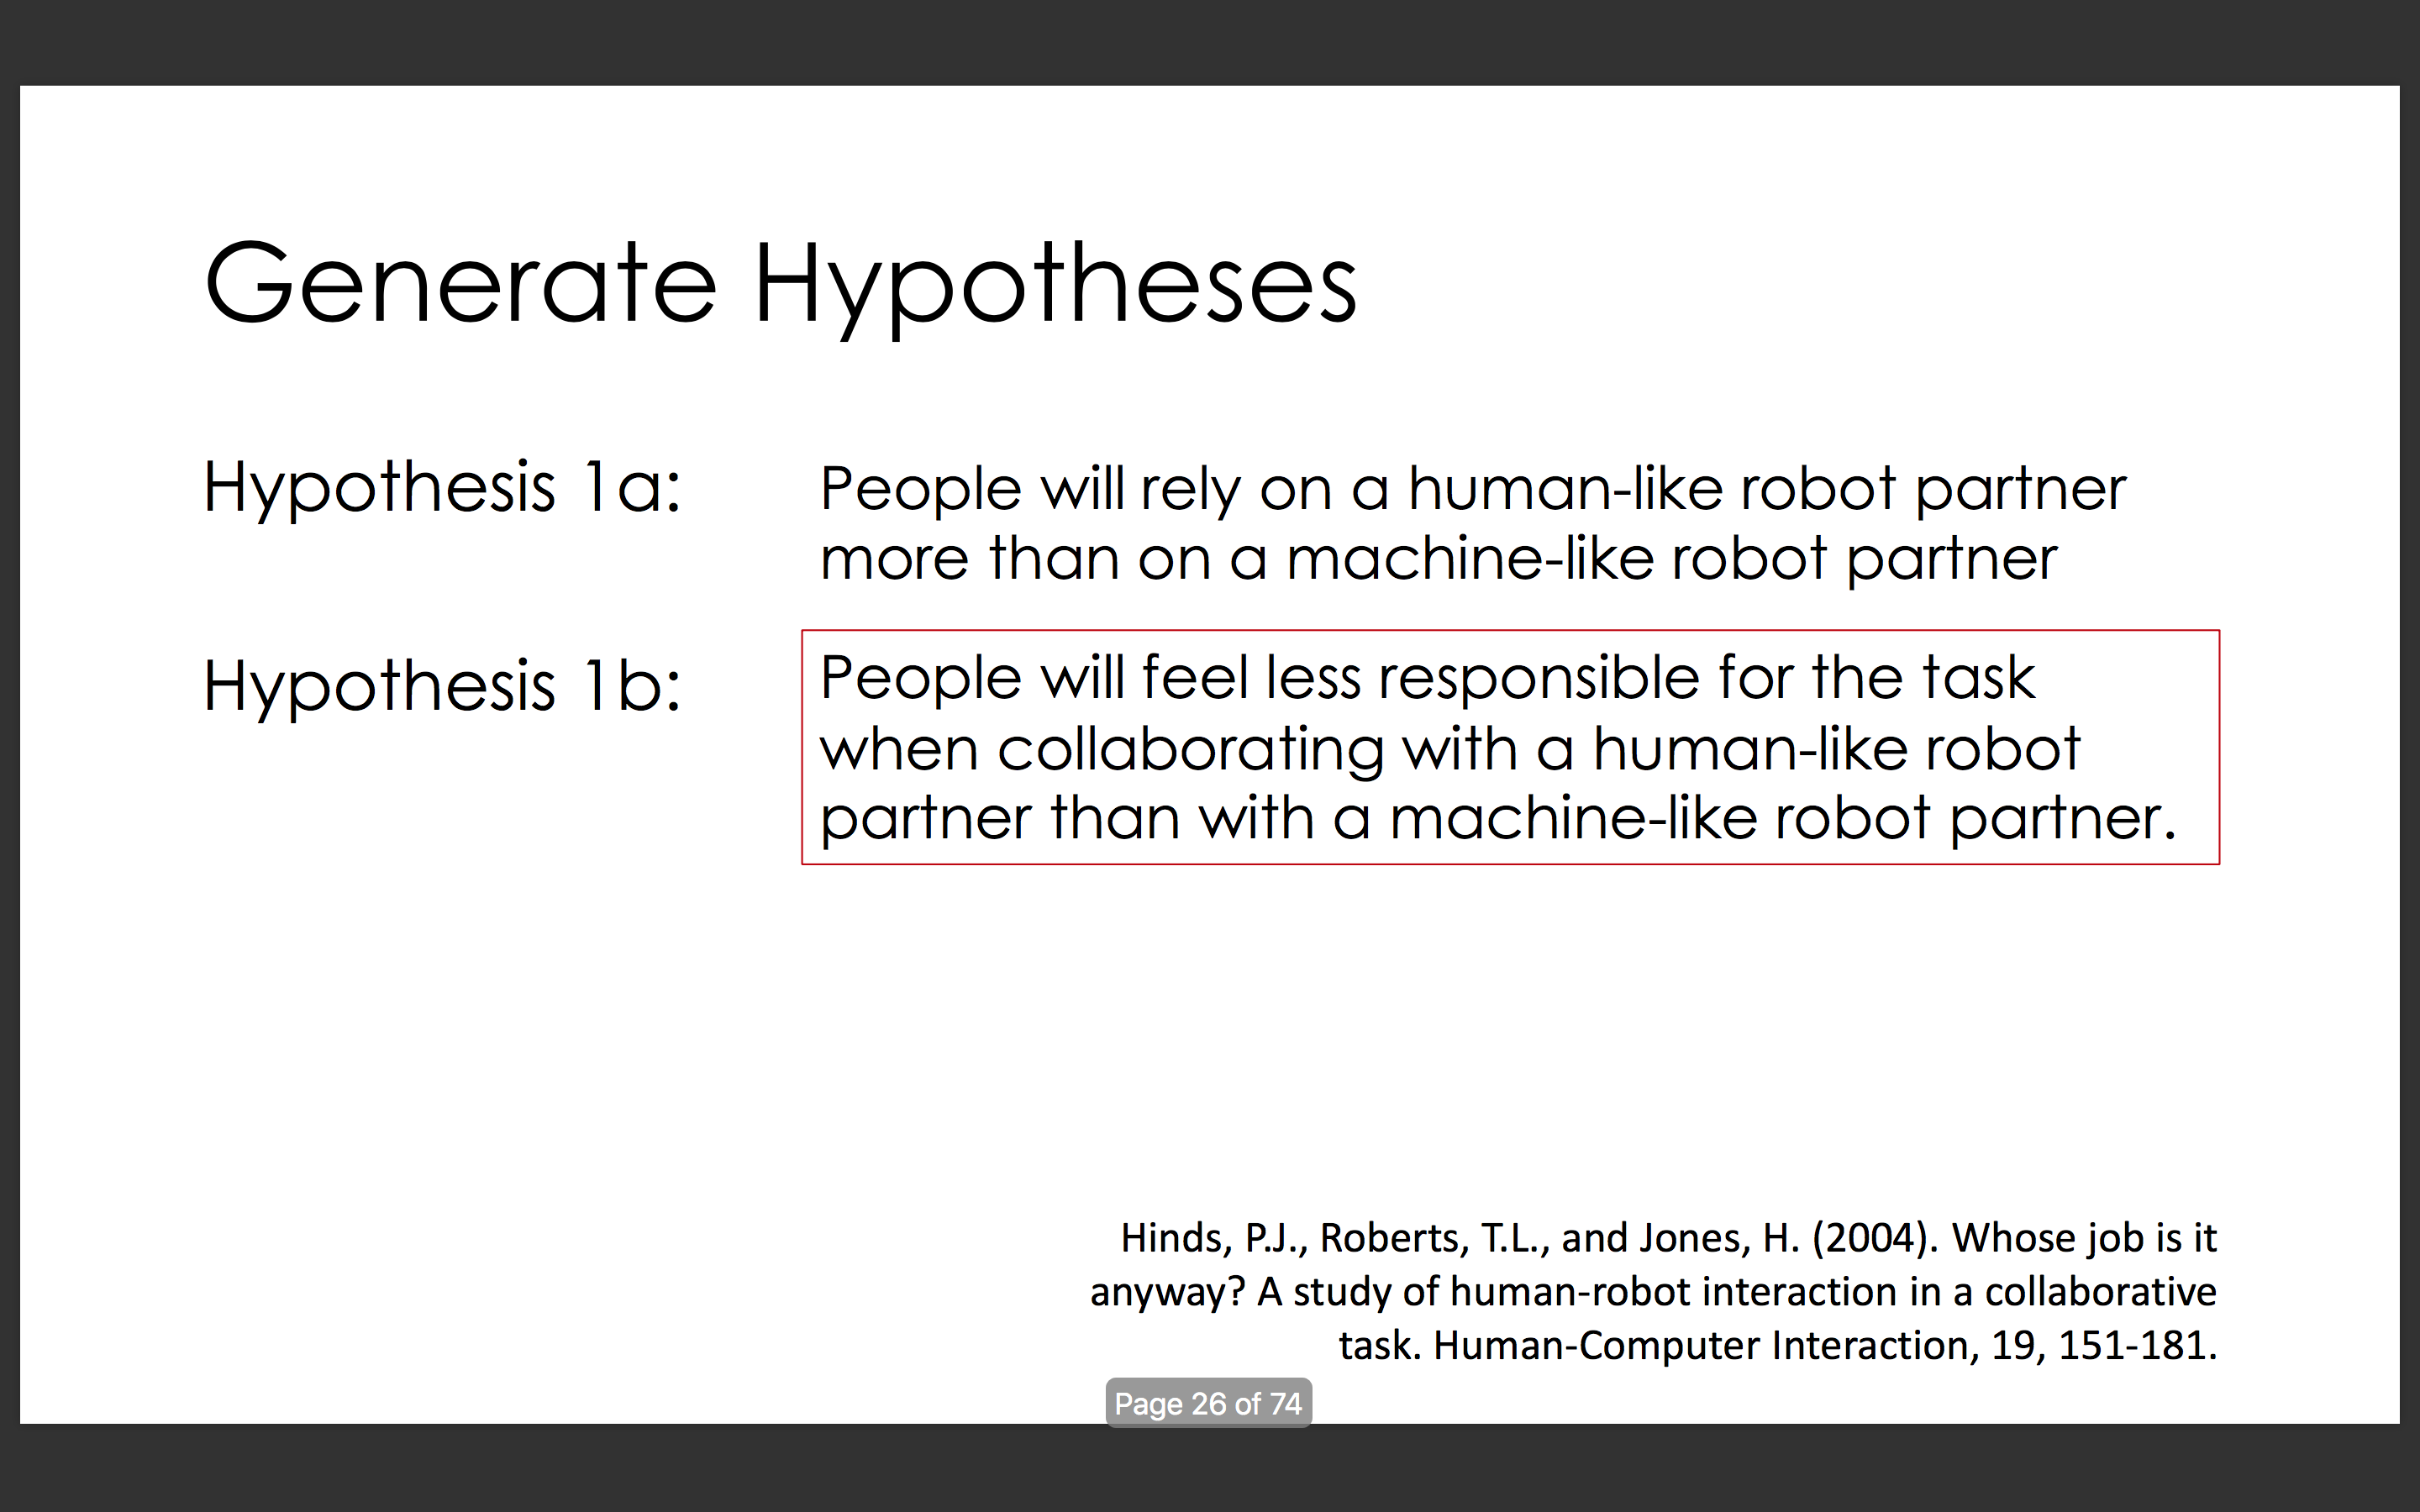 Generate Hypotheses
Hypothesis 1a:
People will rely on a human-like robot partner
more than on a machine-like robot partner
Hypothesis 1b:
People will feel less responsible for the task
when collaborating with a human-like robot
partner than with a machine-like robot partner.
Hinds, P.J., Roberts, T.L., and Jones, H. (2004). Whose job is it
anyway? A study of human-robot interaction in a collaborative
task. Human-Computer Interaction, 19, 151-181.
Page 26 of 74